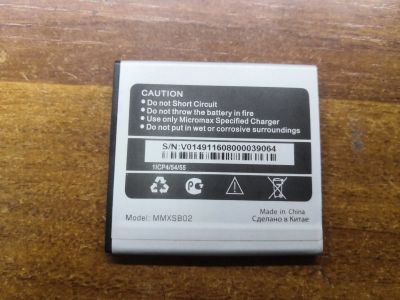 CAUTION
● Do not Short Circuit
● Do not throw the battery in fire
● Use only Micromax Specified Charger
● Do not put in wet or corrosive surroundings
S/N:V014911608000039064
1ICP4/54/55
Model: MMXSB02
Made in China
Сделано в Китае